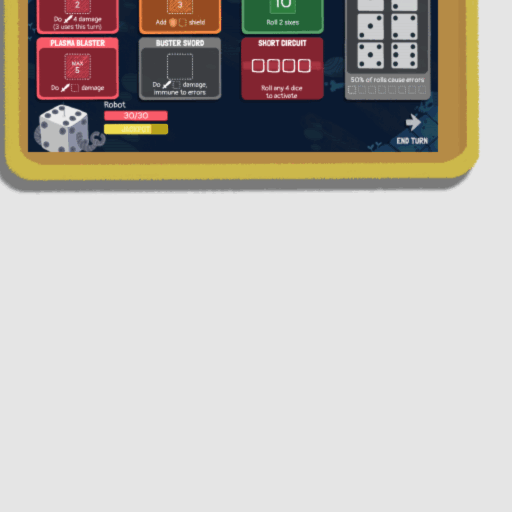 2
Do 4 damage
(3 uses this turn)
3
Add shield
10
Roll 2 sixes
PLASMA BLASTER
MAX
5
Do damage
BUSTER SWORD
Do damage,
immune to errors
SHORT CIRCUIT
Roll any 4 dice
to activate
50% of rolls cause errors
Robot
30/30
END TURN